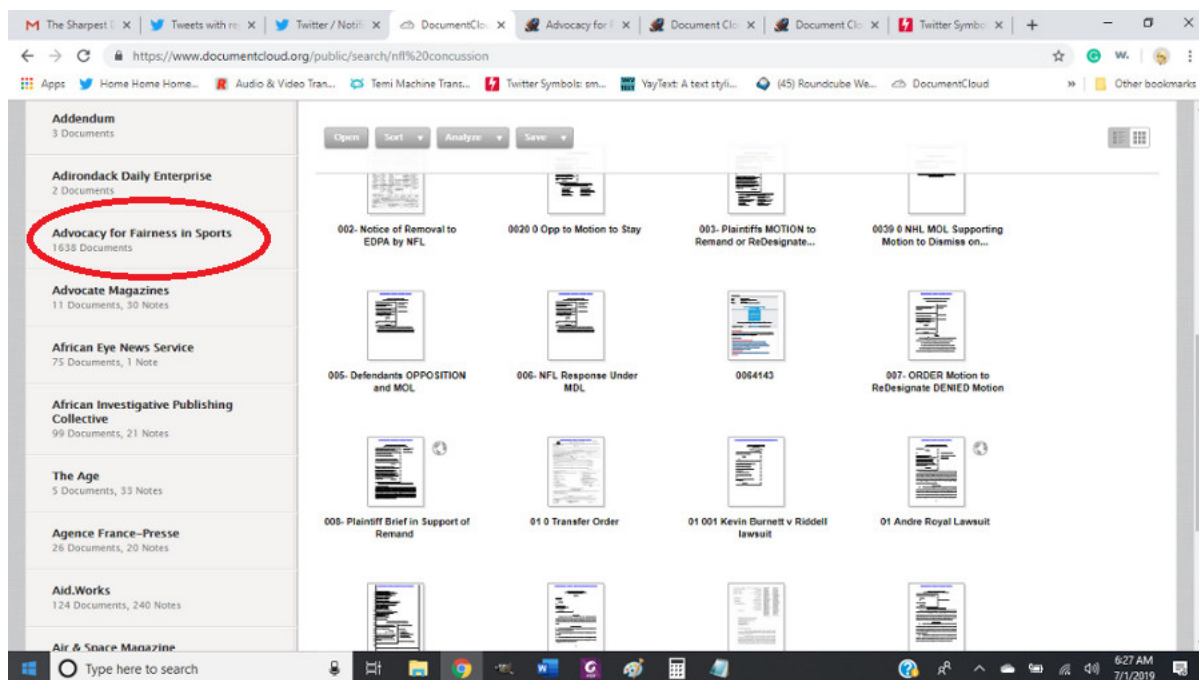 The Sharpest
Tweets with re
Twitter / Notifi
DocumentClou
Advocacy for F
Document Clo
Document Clo
Twitter Symbo
https://www.documentcloud.org/public/search/nfl%20concussion
Apps
Home Home Home...
Audio & Video Tran...
Temi Machine Trans...
Twitter Symbols: sm...
YayText: A text styli...
(45) Roundcube We...
DocumentCloud
»
Other bookmarks
Addendum
3 Documents
Adirondack Daily Enterprise
2 Documents
Advocacy for Fairness in Sports
1638 Documents
Advocate Magazines
11 Documents, 30 Notes
African Eye News Service
75 Documents, 1 Note
African Investigative Publishing
Collective
99 Documents, 21 Notes
The Age
5 Documents, 33 Notes
Agence France-Presse
26 Documents, 20 Notes
Aid.Works
124 Documents, 240 Notes
Air & Space Magazine
Open
Sort
Analyze
Save
002- Notice of Removal to
EDPA by NFL
0020 0 Opp to Motion to Stay
003- Plaintiffs MOTION to
Remand or ReDesignate...
0039 0 NHL MOL Supporting
Motion to Dismiss on...
005- Defendants OPPOSITION
and MOL
006- NFL Response Under
MDL
0064143
007- ORDER Motion to
ReDesignate DENIED Motion
008- Plaintiff Brief in Support of
Remand
01 0 Transfer Order
01 001 Kevin Burnett v Riddell
lawsuit
01 Andre Royal Lawsuit
Type here to search
6:27 AM
7/1/2019